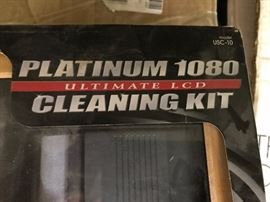 Model
USC-10
PLATINUM 1080
ULTIMATE LCD
CLEANING KIT